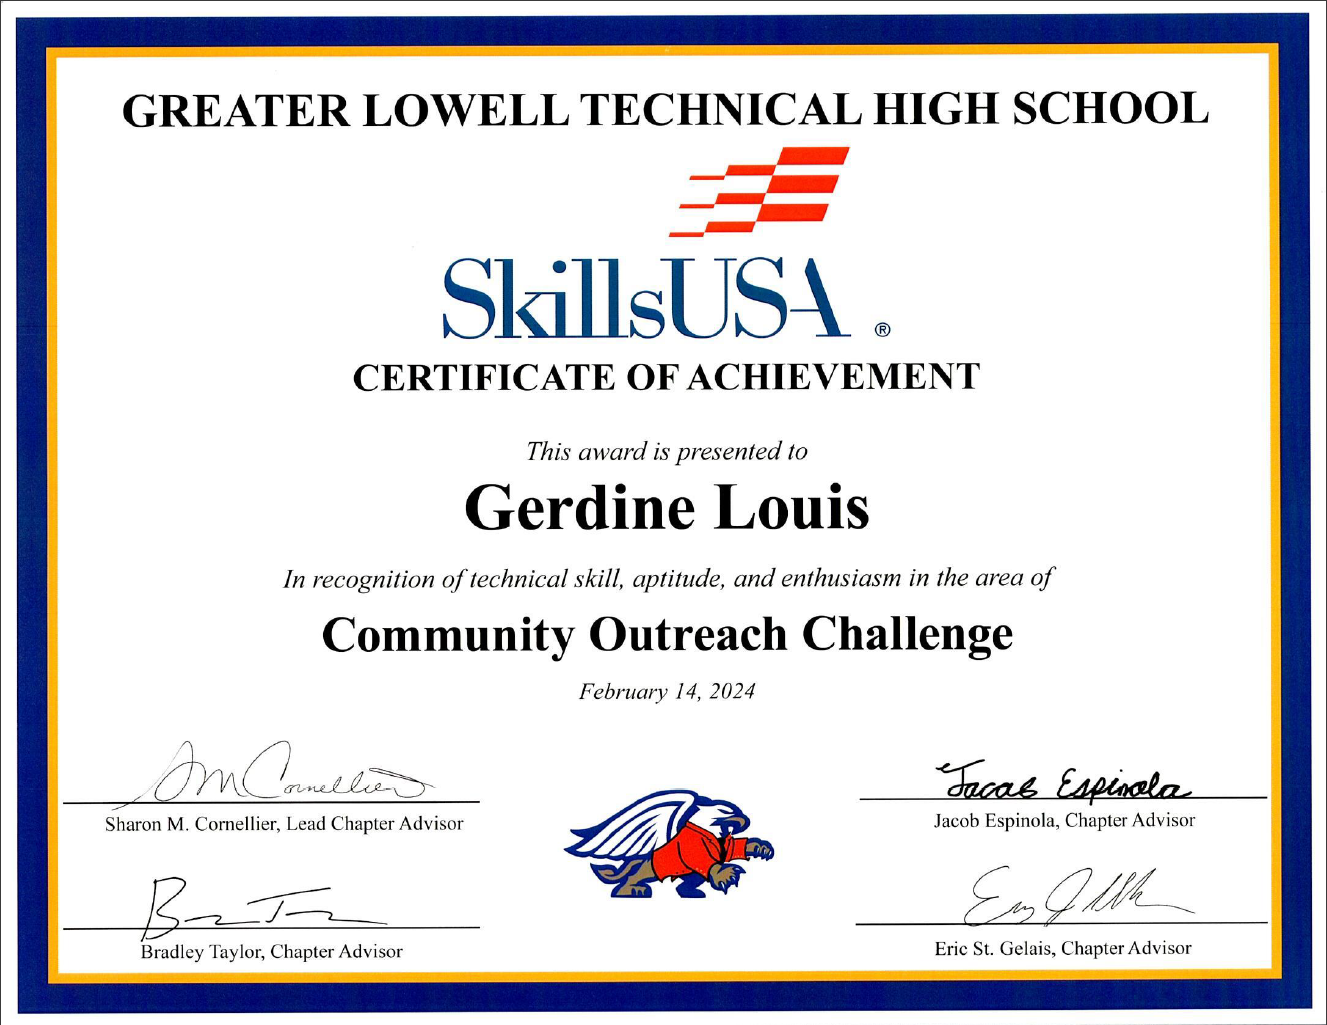 GREATER LOWELL TECHNICAL HIGH SCHOOL
SkillsUSA ®
CERTIFICATE OF ACHIEVEMENT
This award is presented to
Gerdine Louis
In recognition of technical skill, aptitude, and enthusiasm in the area of
Community Outreach Challenge
February 14, 2024
SM Cornellier
Jacob Espinola
Sharon M. Cornellier, Lead Chapter Advisor
Jacob Espinola, Chapter Advisor
Bradley Taylor, Chapter Advisor
Eric St. Gelais, Chapter Advisor